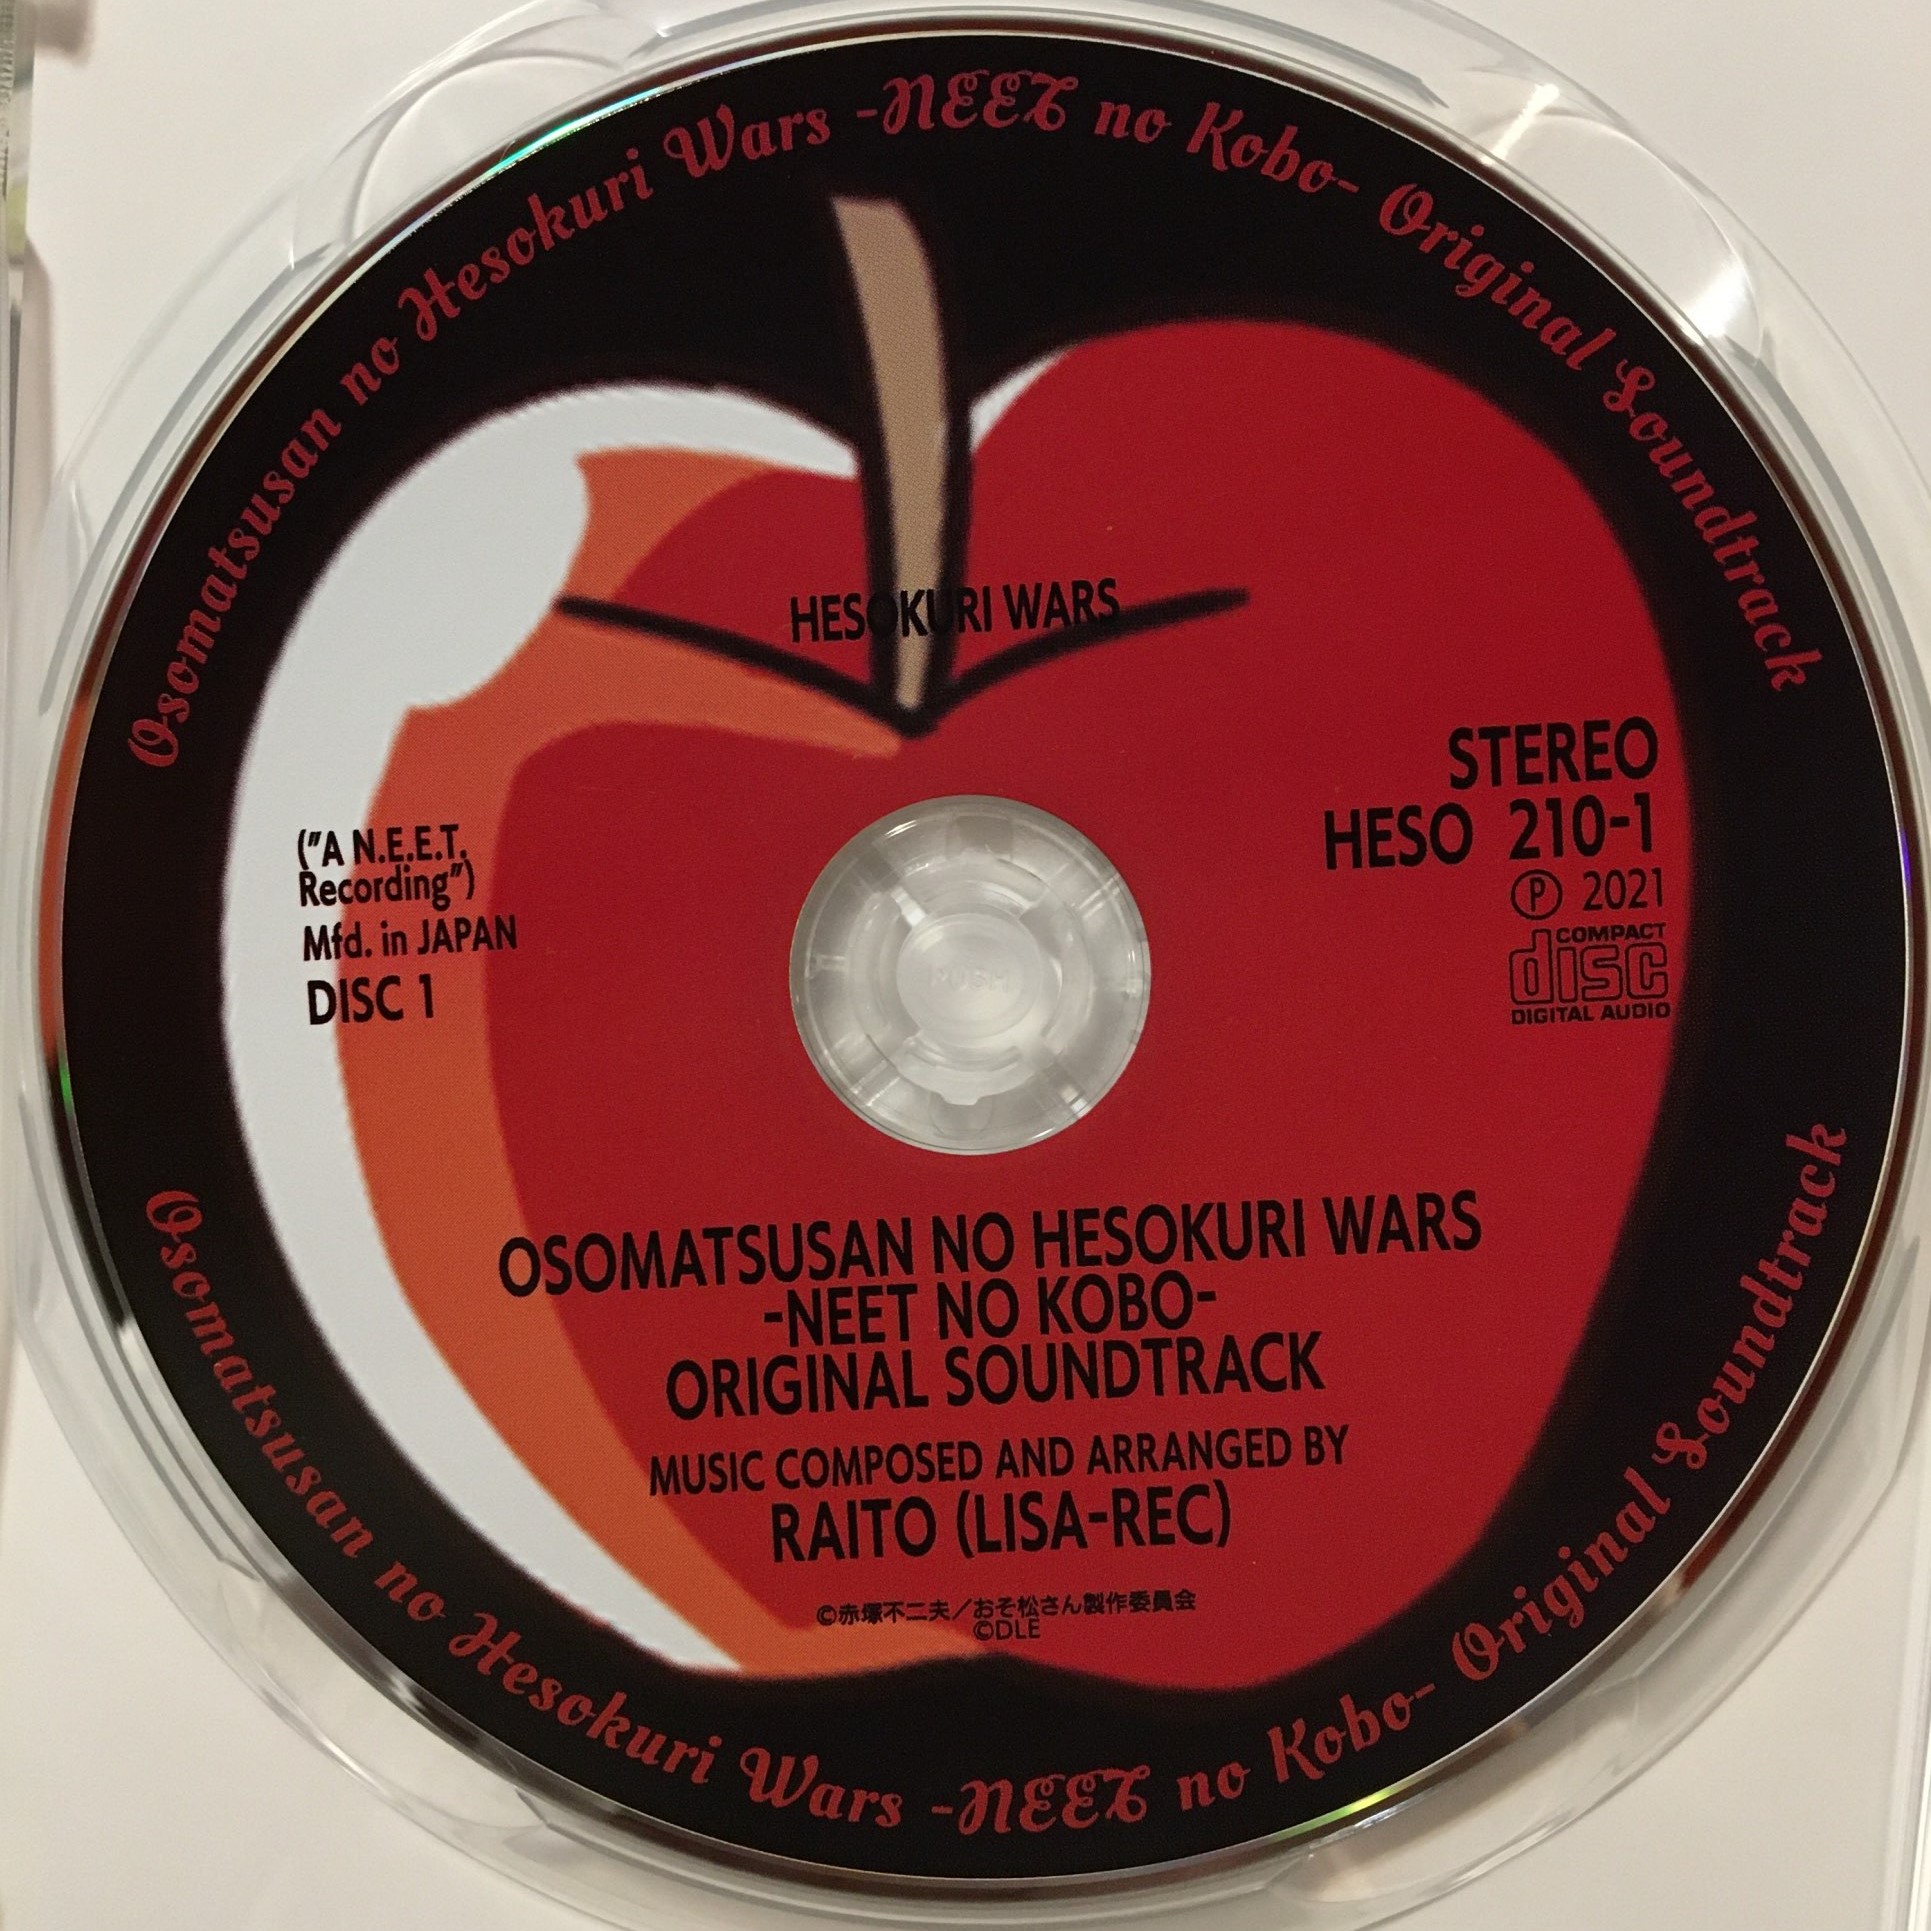 Osomatsusan no Hesokuri Wars -NEET no Kobo- Original Soundtrack
HESOKURI WARS
STEREO
HESO 210-1
Ⓟ 2021
COMPACT
disc
DIGITAL AUDIO
("A N.E.E.T.
Recording")
Mfd. in JAPAN
DISC 1
PUSH
OSOMATSUSAN NO HESOKURI WARS
-NEET NO KOBO-
ORIGINAL SOUNDTRACK
MUSIC COMPOSED AND ARRANGED BY
RAITO (LISA-REC)
©赤塚不二夫/おそ松さん製作委員会
©DLE
Osomatsusan no Hesokuri Wars -NEET no Kobo- Original Soundtrack